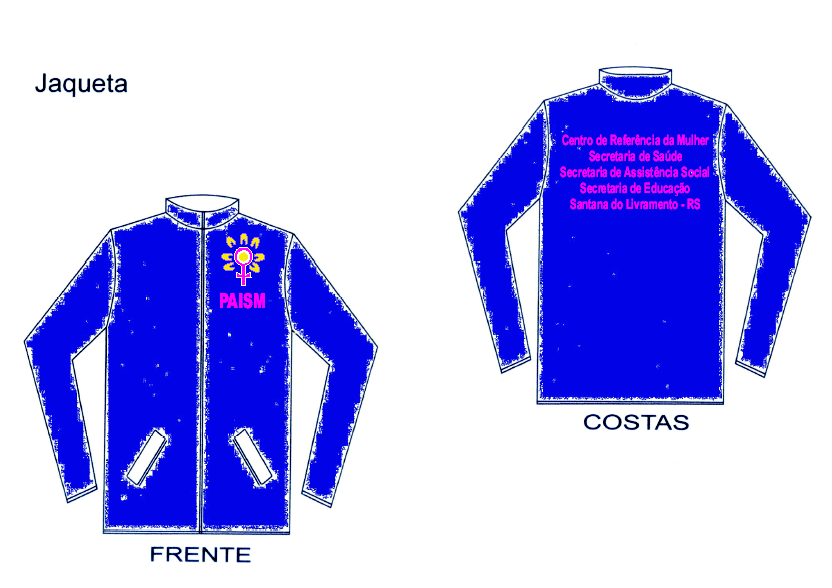 Jaqueta
Centro de Referência da Mulher
Secretaria de Saúde
Secretaria de Assistência Social
Secretaria de Educação
Santana do Livramento - RS
COSTAS
PAISM
FRENTE